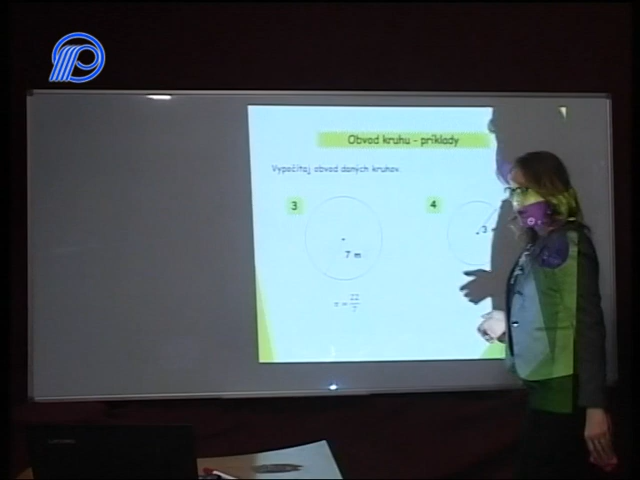 Obvod kruhu - príklady
Vypočítaj obvod daných kruhov.
3
4
7 m
3
π = 22/7